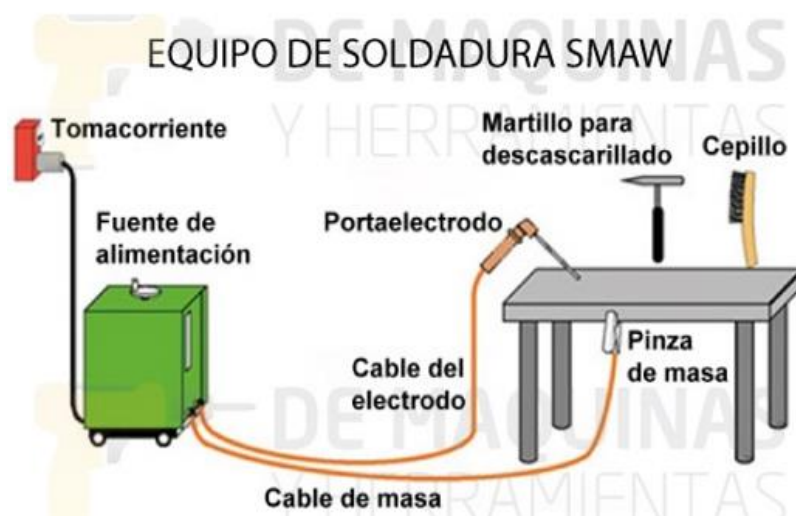 EQUIPO DE SOLDADURA SMAW
DE MAQUINAS
Y HERRAMIENTAS
Tomacorriente
Martillo para
descascarillado
Cepillo
Fuente de
alimentación
Portaelectrodo
Cable del
electrodo
Pinza
de masa
Cable de masa
DE MAQUINAS
Y HERRAMIENTAS